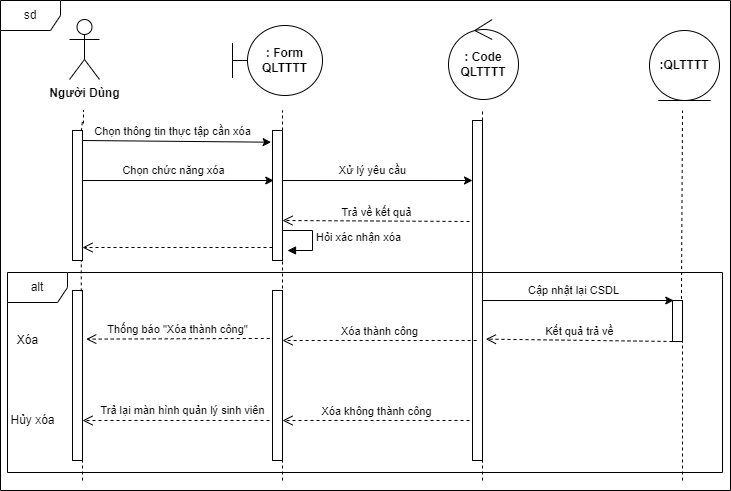 sd
: Form
QLTTTT
: Code
QLTTTT
:QLTTTT
Người Dùng
Chọn thông tin thực tập cần xóa
Chọn chức năng xóa
Xử lý yêu cầu
Trả về kết quả
Hỏi xác nhận xóa
alt
Cập nhật lại CSDL
Xóa
Thống báo "Xóa thành công"
Xóa thành công
Kết quả trả về
Hủy xóa
Trả lại màn hình quản lý sinh viên
Xóa không thành công